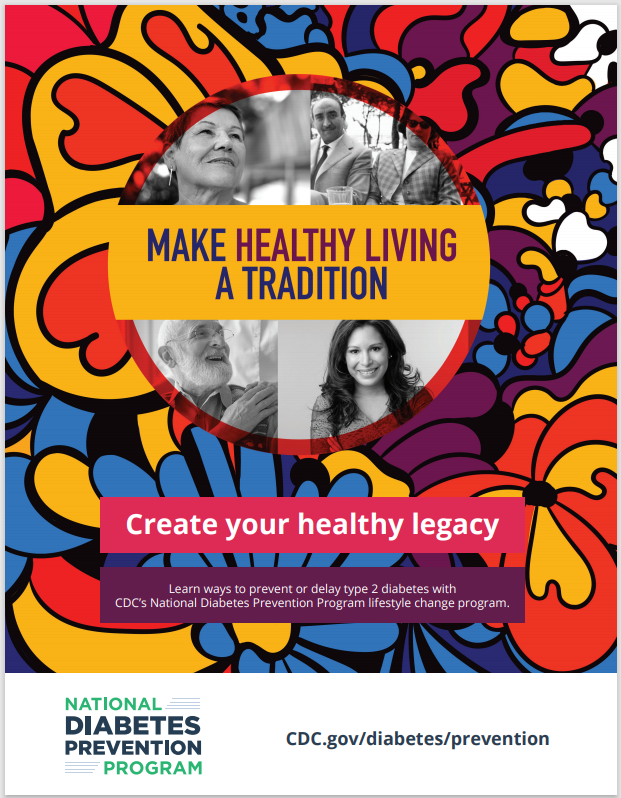 MAKE HEALTHY LIVING
A TRADITION
Create your healthy legacy
Learn ways to prevent or delay type 2 diabetes with
CDC’s National Diabetes Prevention Program lifestyle change program.
NATIONAL
DIABETES
PREVENTION
PROGRAM
CDC.gov/diabetes/prevention